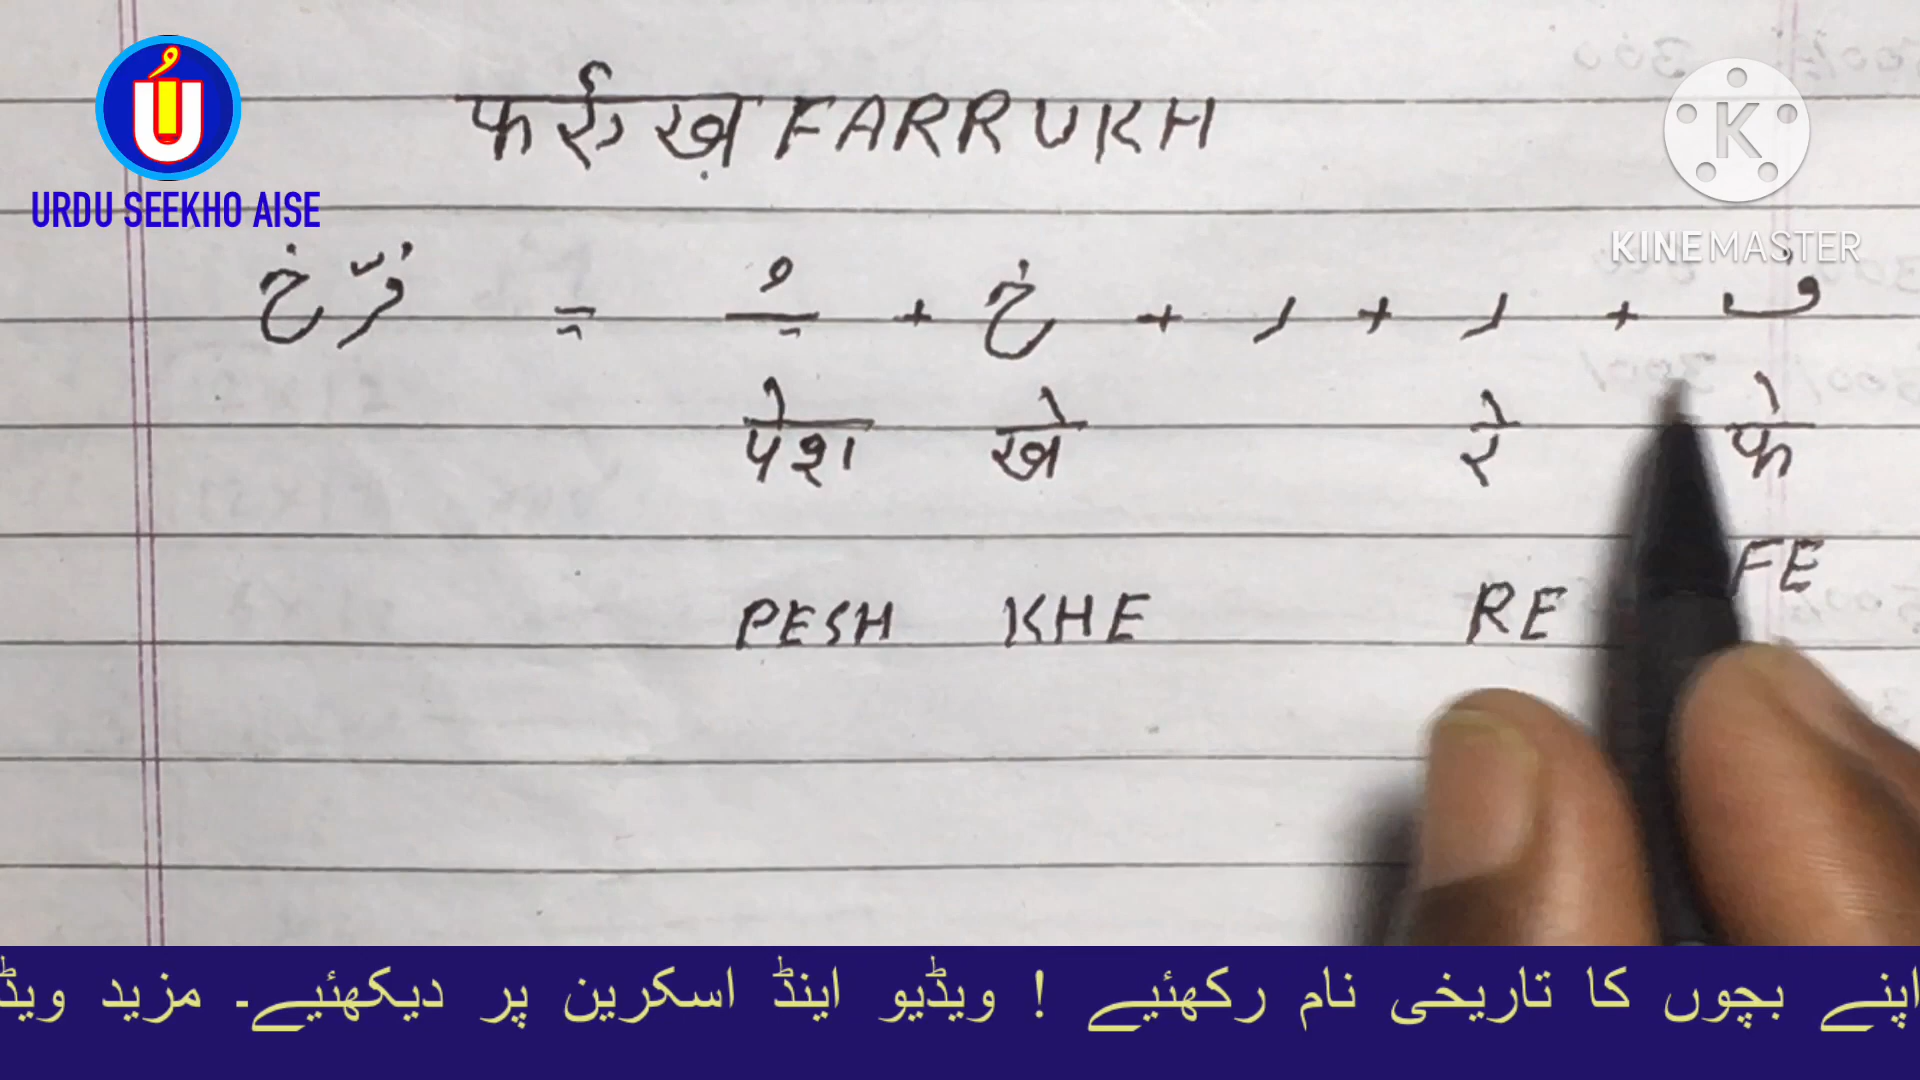 फर्रुख़ FARRUKH
URDU SEEKHO AISE
KINEMASTER
ف + ر + ر + خ + ُ = فرّخ
फे रे खे पेश
FE RE KHE PESH
اپنے بچوں کا تاریخی نام رکھئیے ! ویڈیو اینڈ اسکرین پر دیکھئیے۔ مزید ویڈ